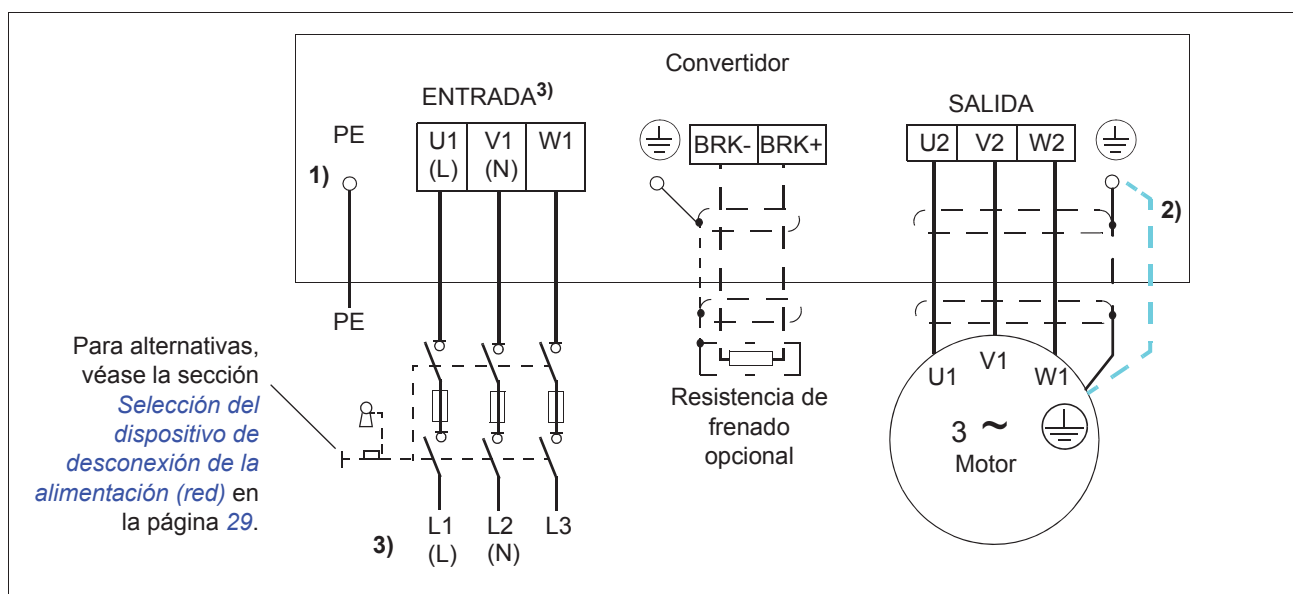 Convertidor
ENTRADA3)
SALIDA
PE
U1 V1 W1
(L) (N)
BRK- BRK+
U2 V2 W2
1)
2)
PE
Para alternativas,
véase la sección
Selección del
dispositivo de
desconexión de la
alimentación (red) en
la página 29.
U1 V1 W1
3 ~
Motor
Resistencia de
frenado
opcional
3)
L1 L2 L3
(L) (N)